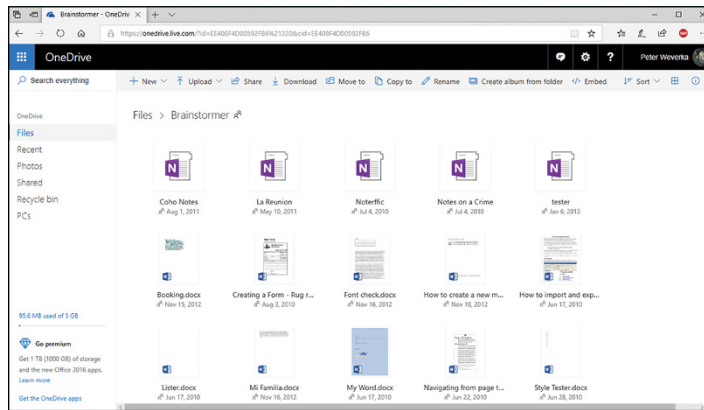 Brainstormer - OneDriv
https://onedrive.live.com/?id=EE408F4D00592FB6%21220&cid=EE408F4D00592FB6
OneDrive
? Peter Weverka
Search everything
New Upload Share Download Move to Copy to Rename Create album from folder Embed Sort
OneDrive
Files
Recent
Photos
Shared
Recycle bin
PCs
Files > Brainstormer
Coho Notes La Reunion Noterffic Notes on a Crime tester
Aug 1, 2011 May 10, 2011 Jul 4, 2010 Jul 4, 2010 Jan 6, 2013
Booking.docx Creating a Form - Rug r... Font check.docx How to create a new m... How to import and exp...
Nov 15, 2012 Aug 3, 2010 Nov 16, 2012 Nov 18, 2012 Jun 17, 2010
Lister.docx Mi Familia.docx My Word.docx Navigating from page t... Style Tester.docx
Jun 17, 2010 Nov 16, 2012 Jun 17, 2010 Jun 22, 2010 Jun 28, 2010
95.6 MB used of 5 GB
Go premium
Get 1 TB (1000 GB) of storage
and the new Office 2016 apps.
Learn more
Get the OneDrive apps